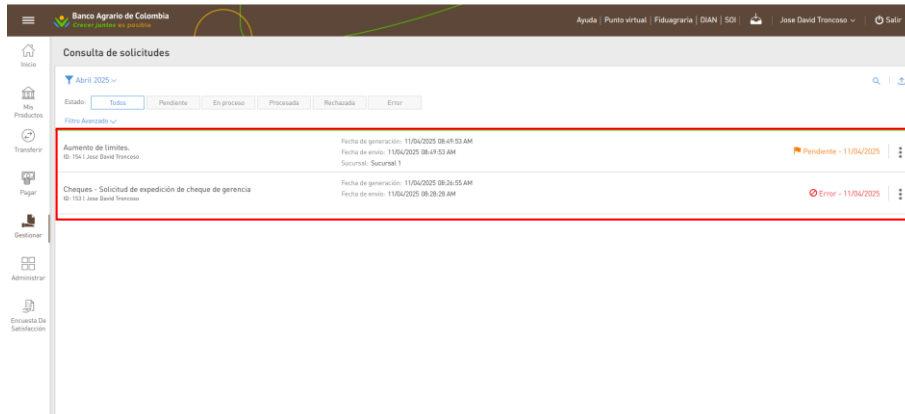 Banco Agrario de Colombia
Crecer juntos es posible
Ayuda | Punto virtual | Fiduagraria | DIAN | SOI |
Jose David Troncoso
Salir
Inicio
Mis
Productos
Transferir
Pagar
Gestionar
Administrar
Encuesta De
Satisfacción
Consulta de solicitudes
Abril 2025
Estado: Todos Pendiente En proceso Procesada Rechazada Error
Filtro Avanzado
Aumento de limites.
ID: 154 | Jose David Troncoso
Fecha de generación: 11/04/2025 08:49:53 AM
Fecha de envío: 11/04/2025 08:49:53 AM
Sucursal: Sucursal 1
Pendiente - 11/04/2025
Cheques - Solicitud de expedición de cheque de gerencia
ID: 153 | Jose David Troncoso
Fecha de generación: 11/04/2025 08:26:55 AM
Fecha de envío: 11/04/2025 08:28:28 AM
Error - 11/04/2025